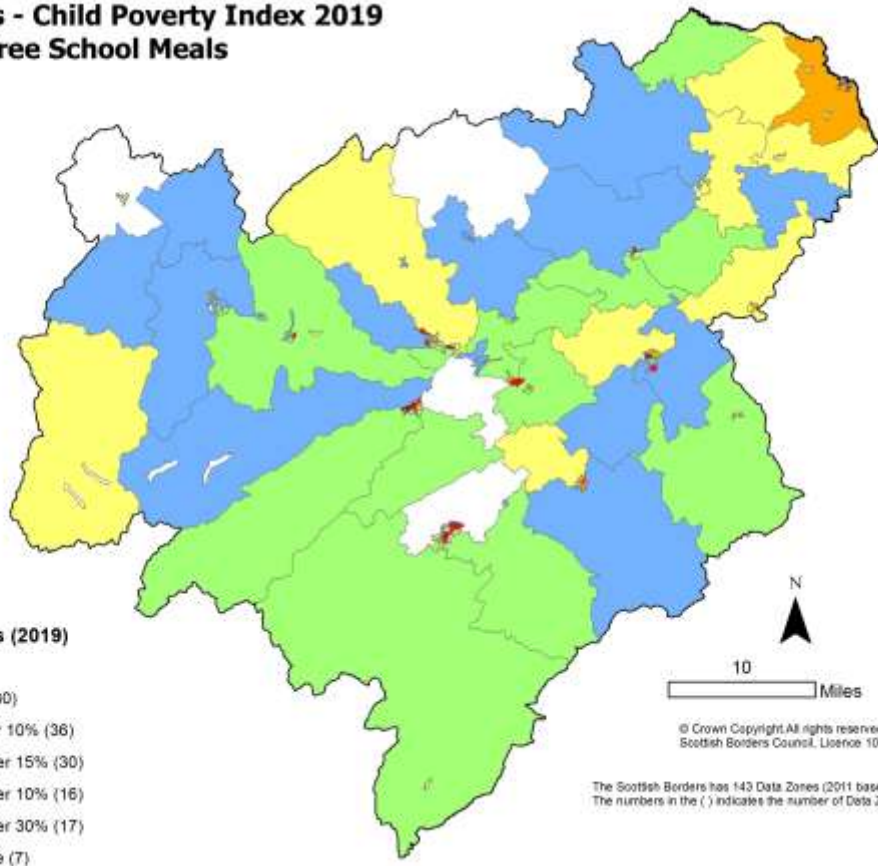 s - Child Poverty Index 2019
ree School Meals
s (2019)
0)
10% (36)
er 15% (30)
er 10% (16)
er 30% (17)
(7)
N
10
Miles
© Crown Copyright.All rights reserve
Scottish Borders Council, Licence 10
The Scottish Borders has 143 Data Zones (2011 base
The numbers in the ( ) indicates the number of Data Z